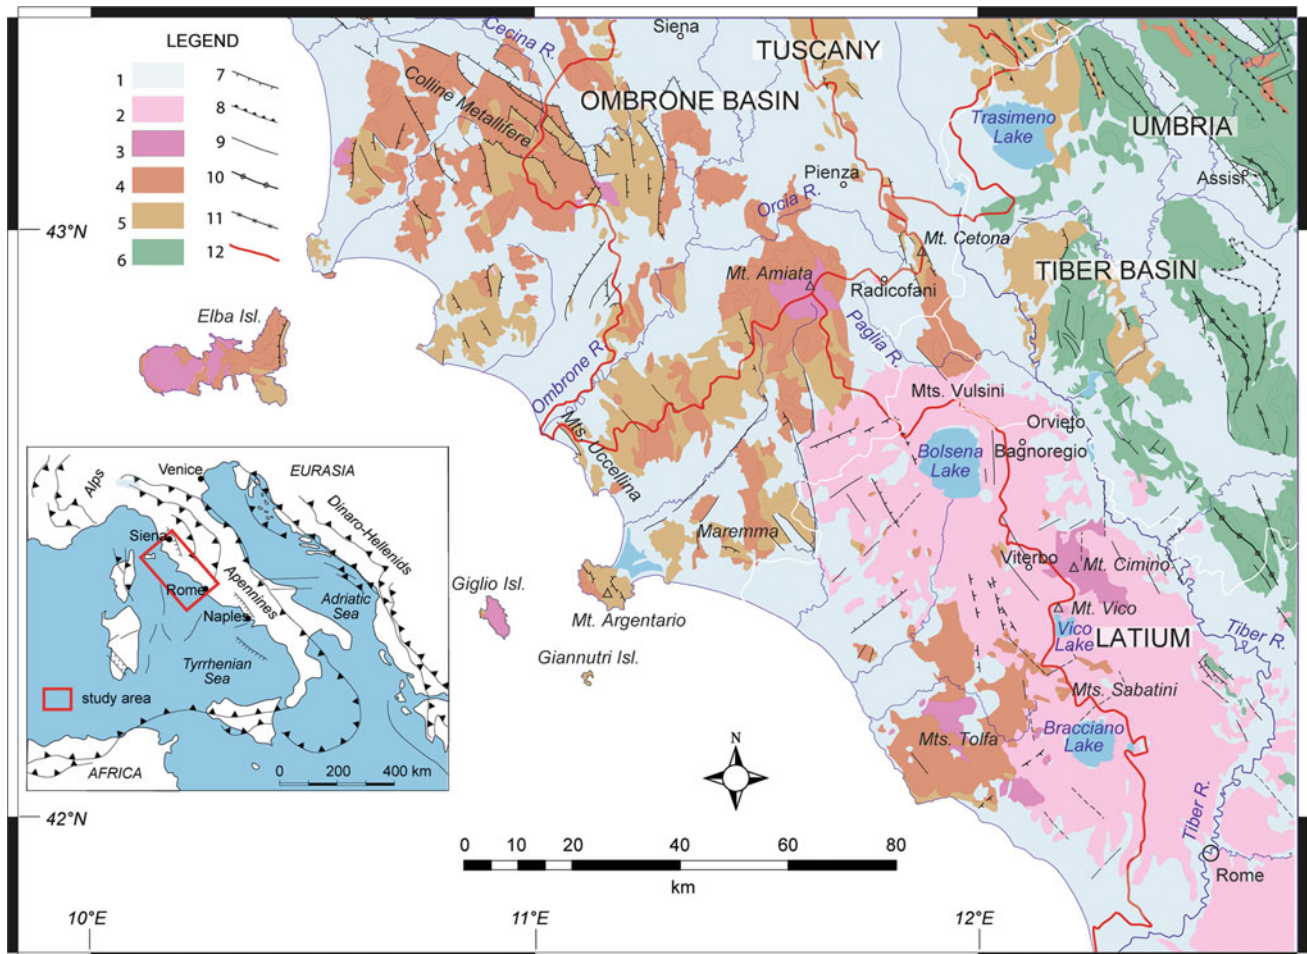 LEGEND
1
2
3
4
5
6
7
8
9
10
11
12
Cecina R.
Siena
TUSCANY
OMBRONE BASIN
Colline Metallifere
Trasimeno
Lake
UMBRIA
Assisi
Pienza
Orcia R.
43°N
Mt. Cetona
Mt. Amiata
Radicofani
TIBER BASIN
Elba Isl.
Paglia R.
Ombrone R.
Mts. Vulsini
Orvieto
Bagnoregio
Bolsena
Lake
Mts. Uccellina
Maremma
Viterbo
Mt. Cimino
Giglio Isl.
Mt. Argentario
Mt. Vico
Vico
Lake
LATIUM
Tiber R.
Giannutri Isl.
Mts. Sabatini
Mts. Tolfa
Bracciano
Lake
Tiber R.
Rome
N
42°N
0 10 20 40 60 80
km
10°E
11°E
12°E
Alps
Venice
EURASIA
Dinaro-Hellenids
Siena
Apennines
Rome
Adriatic
Sea
Naples
Tyrrhenian
Sea
study area
AFRICA
0 200 400 km